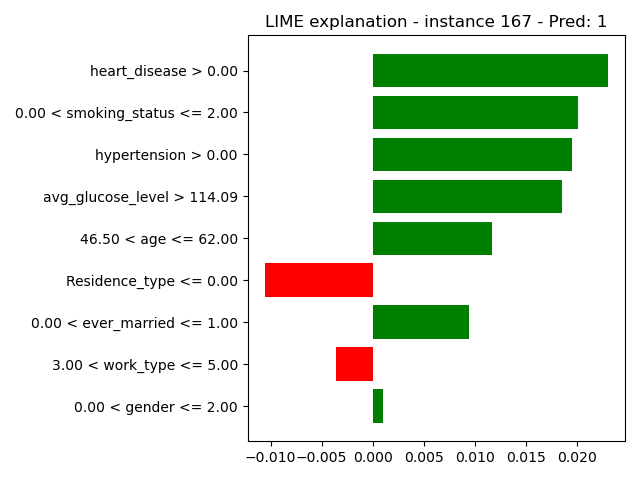 LIME explanation - instance 167 - Pred: 1
heart_disease > 0.00
0.00 < smoking_status <= 2.00
hypertension > 0.00
avg_glucose_level > 114.09
46.50 < age <= 62.00
Residence_type <= 0.00
0.00 < ever_married <= 1.00
3.00 < work_type <= 5.00
0.00 < gender <= 2.00
−0.010 −0.005 0.000 0.005 0.010 0.015 0.020